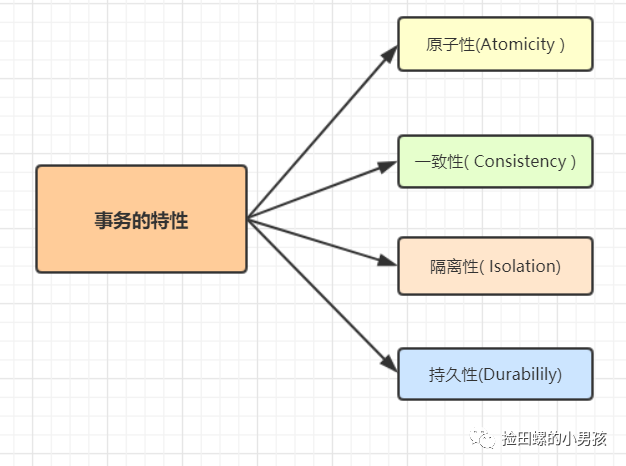 事务的特性
原子性(Atomicity )
一致性( Consistency )
隔离性( Isolation)
持久性(Durabilily)
捡田螺的小男孩